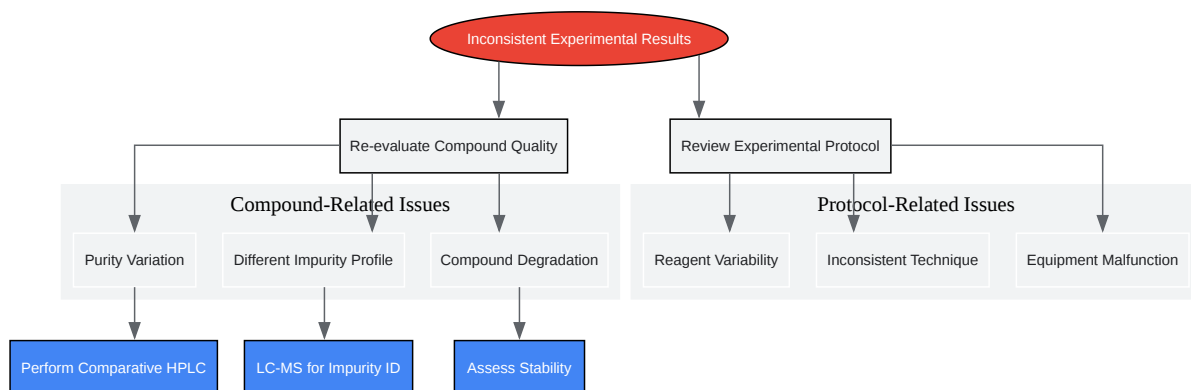 Inconsistent Experimental Results
Re-evaluate Compound Quality
Review Experimental Protocol
Compound-Related Issues
Protocol-Related Issues
Purity Variation
Different Impurity Profile
Compound Degradation
Reagent Variability
Inconsistent Technique
Equipment Malfunction
Perform Comparative HPLC
LC-MS for Impurity ID
Assess Stability